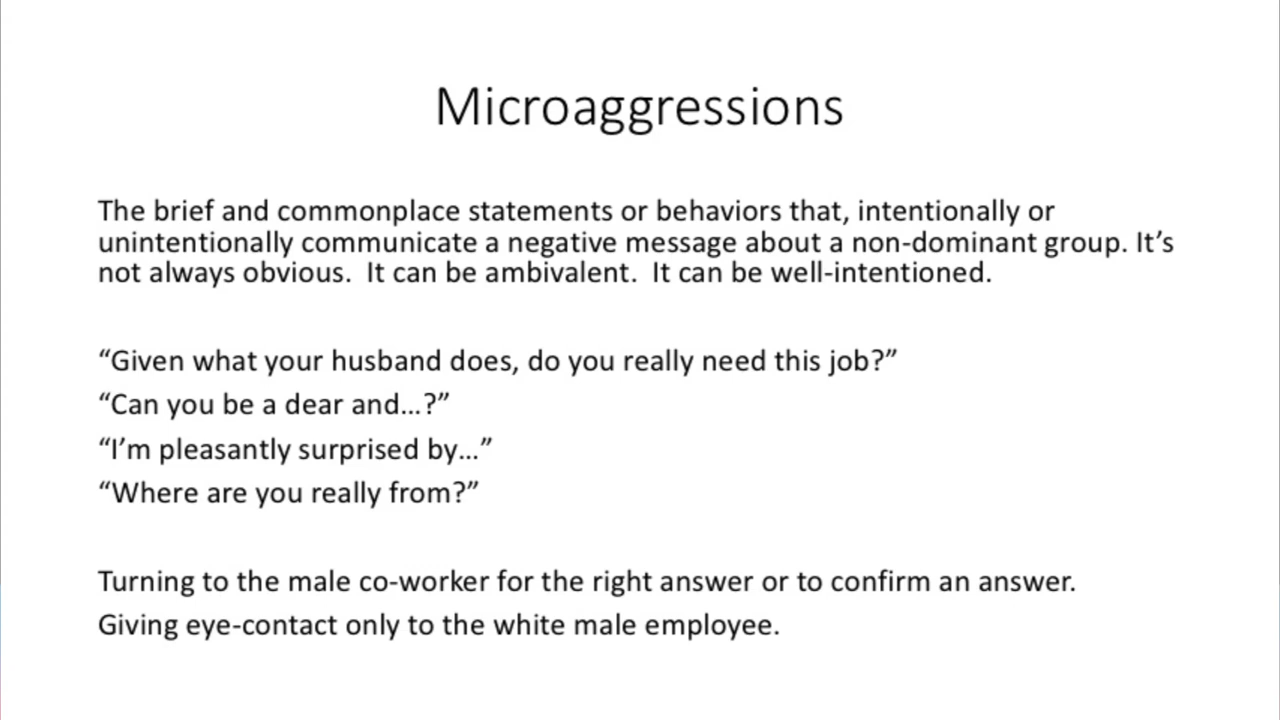 Microaggressions
The brief and commonplace statements or behaviors that, intentionally or
unintentionally communicate a negative message about a non-dominant group. It’s
not always obvious.  It can be ambivalent.  It can be well-intentioned.
“Given what your husband does, do you really need this job?”
“Can you be a dear and…?”
“I’m pleasantly surprised by…”
“Where are you really from?”
Turning to the male co-worker for the right answer or to confirm an answer.
Giving eye-contact only to the white male employee.